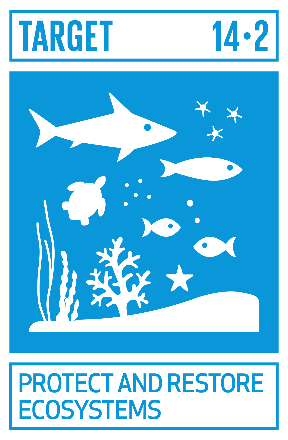 TARGET 14•2
PROTECT AND RESTORE
ECOSYSTEMS